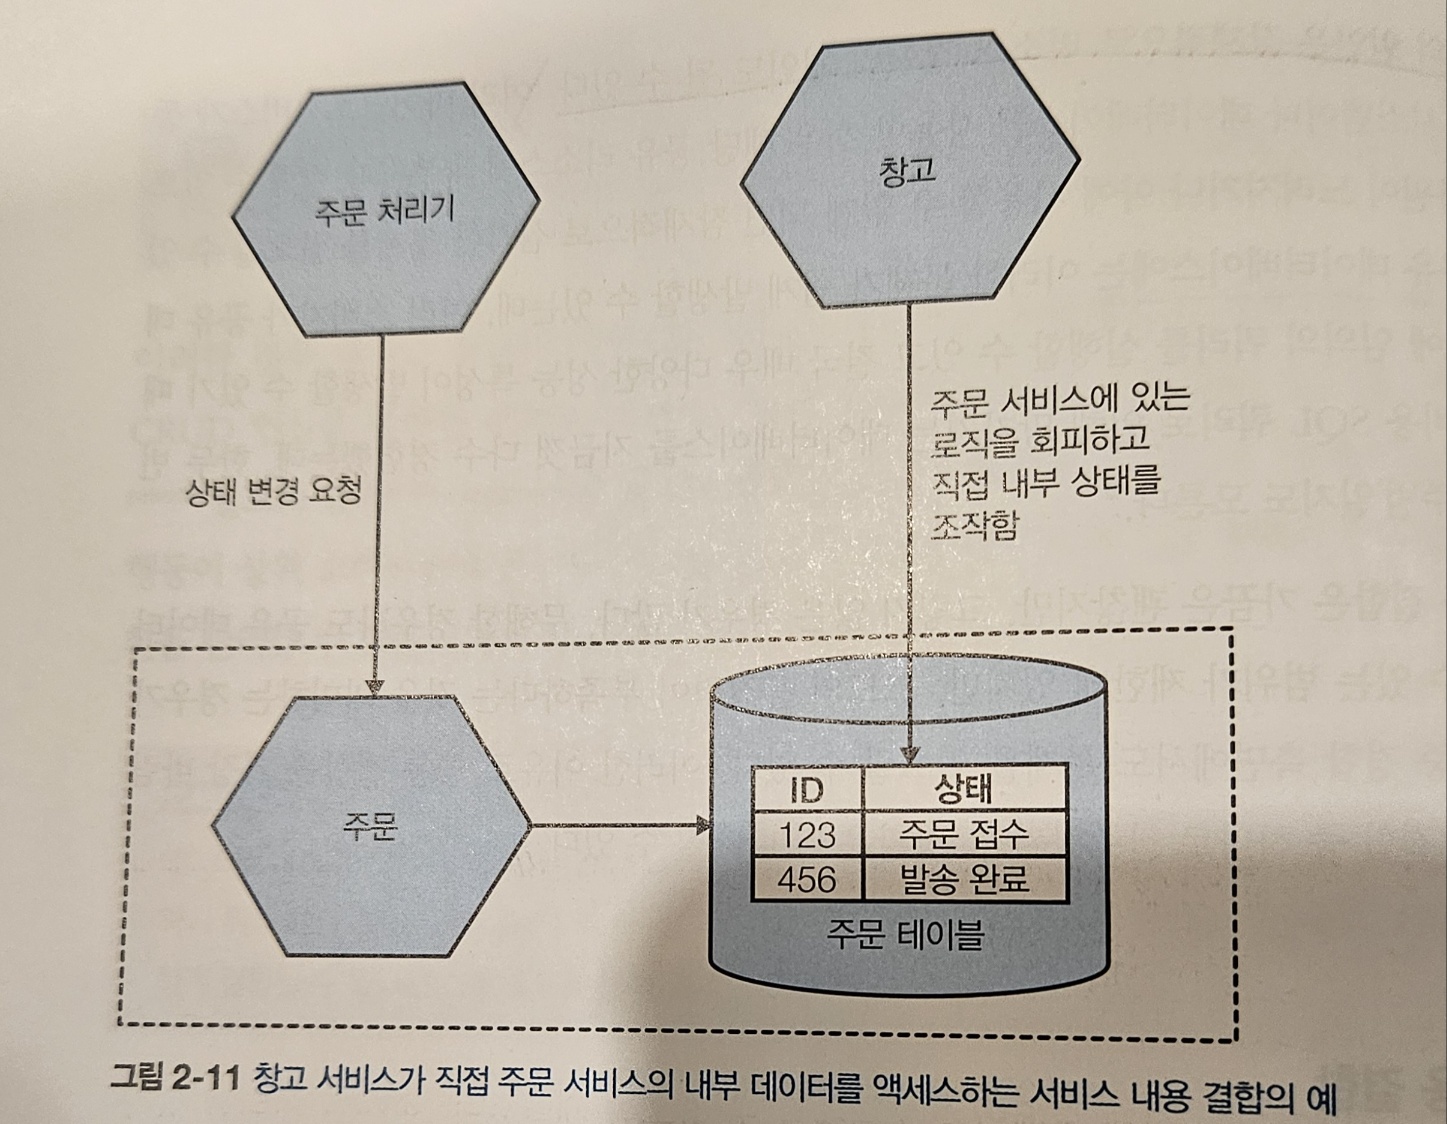 주문 처리기
창고
상태 변경 요청
주문 서비스에 있는
로직을 회피하고
직접 내부 상태를
조작함
주문
ID 상태
123 주문 접수
456 발송 완료
주문 테이블
그림 2-11 창고 서비스가 직접 주문 서비스의 내부 데이터를 액세스하는 서비스 내용 결합의 예